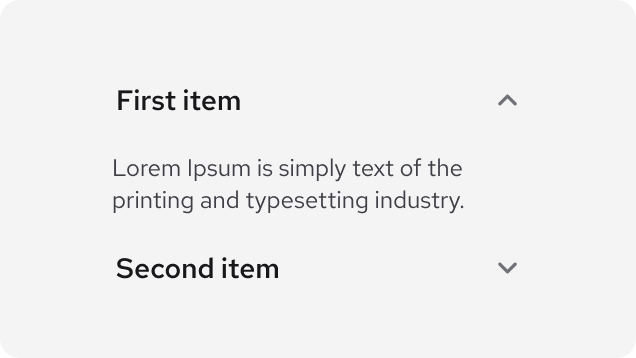 First item
Lorem Ipsum is simply text of the
printing and typesetting industry.
Second item